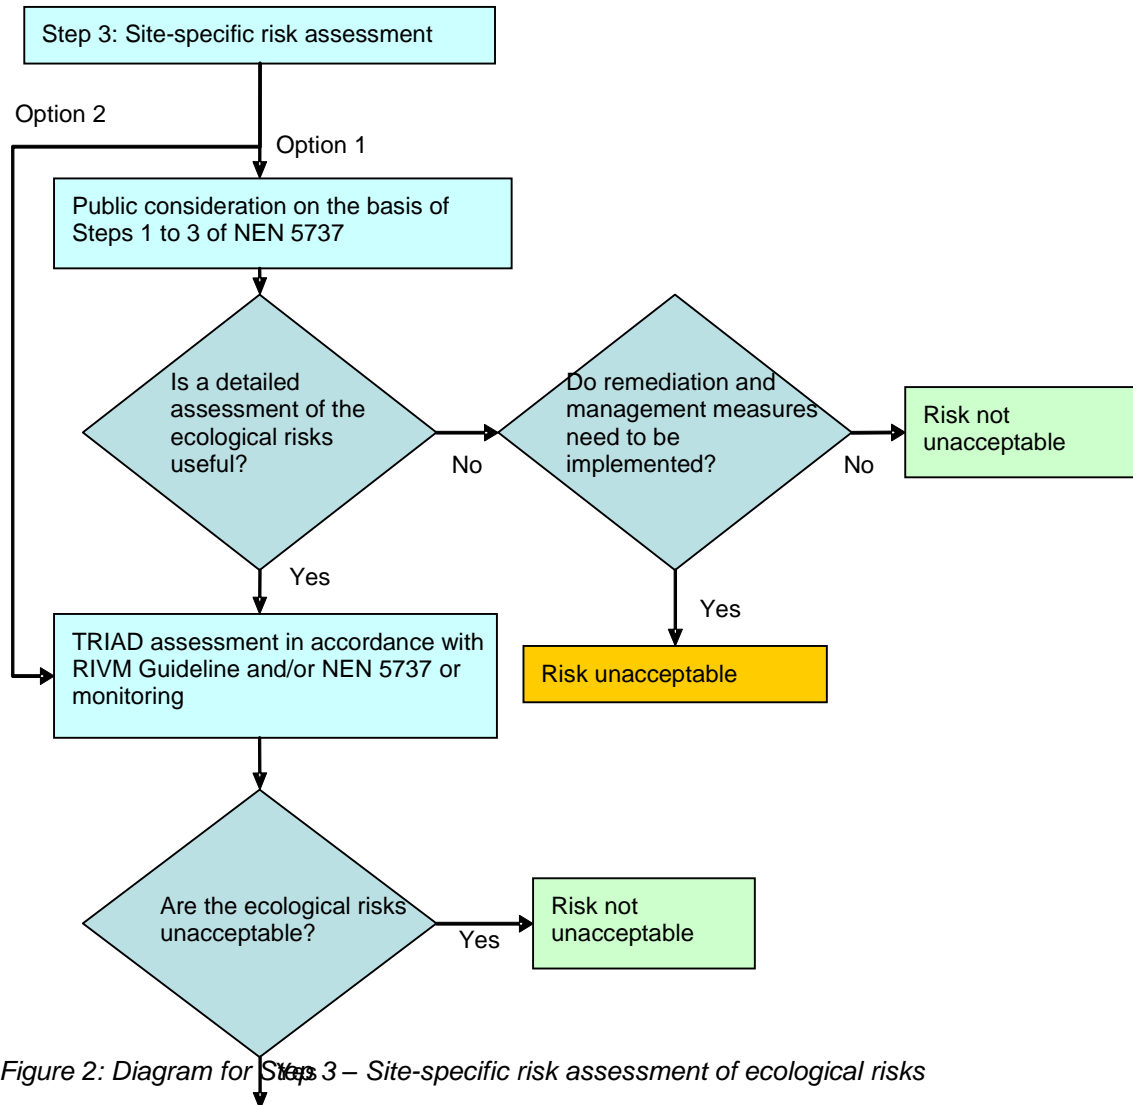 Step 3: Site-specific risk assessment
Option 2
Option 1
Public consideration on the basis of
Steps 1 to 3 of NEN 5737
Is a detailed
assessment of the
ecological risks
useful?
No
Do remediation and
management measures
need to be
implemented?
No
Risk not
unacceptable
Yes
Yes
TRIAD assessment in accordance with
RIVM Guideline and/or NEN 5737 or
monitoring
Risk unacceptable
Are the ecological risks
unacceptable?
Yes
Risk not
unacceptable
Yes
Figure 2: Diagram for Step 3 – Site-specific risk assessment of ecological risks